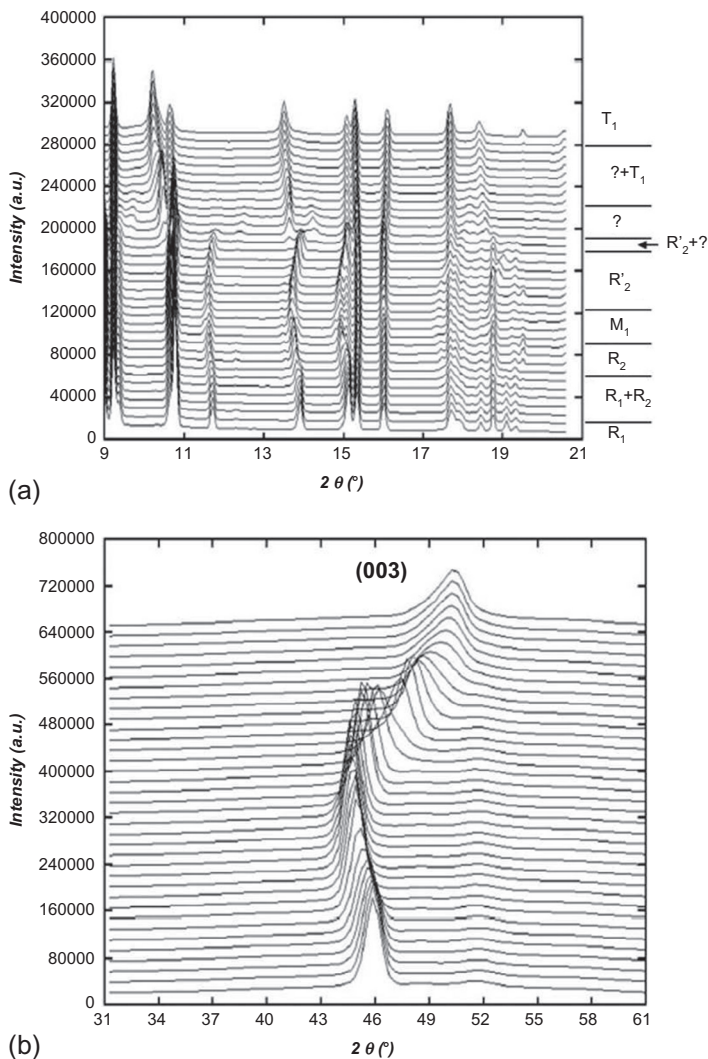 400000
360000
320000
280000
240000
200000
160000
120000
80000
40000
0
Intensity (a.u.)
9 11 13 15 17 19 21
2 θ (°)
T₁
?+T₁
?
R'₂+?
R'₂
M₁
R₂
R₁+R₂
R₁
(a)
(003)
800000
720000
640000
560000
480000
400000
320000
240000
160000
80000
0
Intensity (a.u.)
31 34 37 40 43 46 49 52 55 58 61
2 θ (°)
(b)